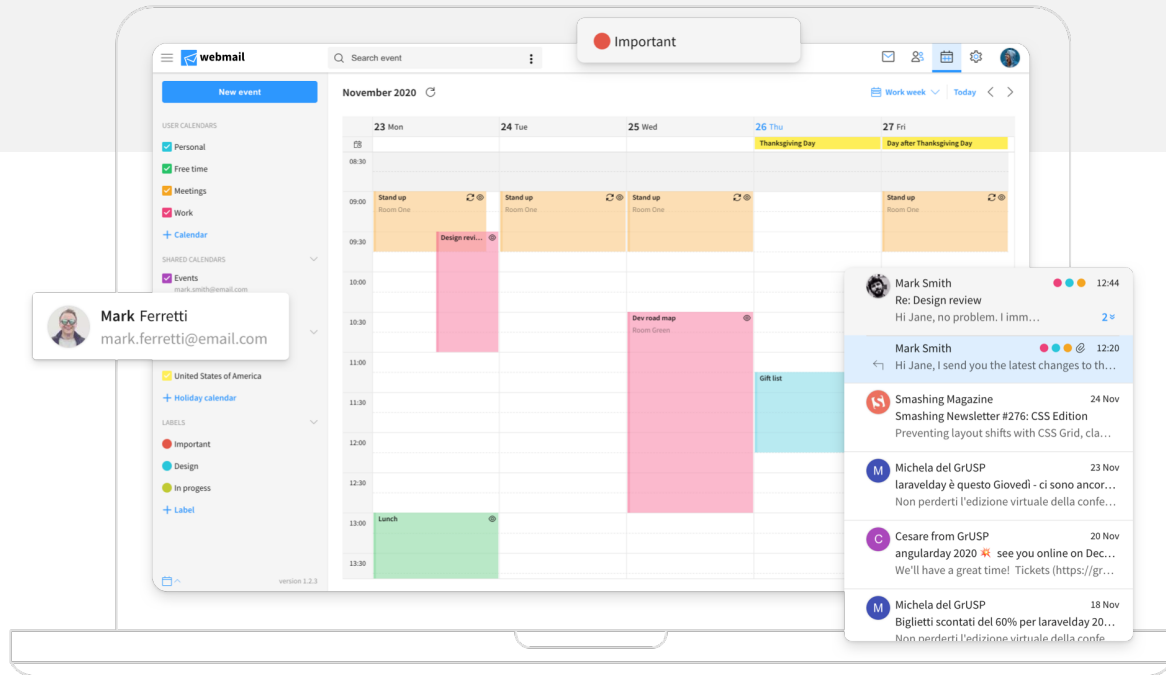 Important
webmail
Search event
New event
November 2020
Work week
Today
USER CALENDARS
Personal
Free time
Meetings
Work
+ Calendar
SHARED CALENDARS
Events
mark.smith@email.com
United States of America
+ Holiday calendar
LABELS
Important
Design
In progess
+ Label
version 1.2.3
23 Mon
24 Tue
25 Wed
26 Thu
27 Fri
Thanksgiving Day
Day after Thanksgiving Day
08:30
09:00
09:30
10:00
10:30
11:00
11:30
12:00
12:30
13:00
13:30
Stand up
Room One
Stand up
Room One
Stand up
Room One
Stand up
Room One
Design revi...
Dev road map
Room Green
Gift list
Lunch
Mark Ferretti
mark.ferretti@email.com
Mark Smith 12:44
Re: Design review
Hi Jane, no problem. I imm... 2
Mark Smith 12:20
Hi Jane, I send you the latest changes to th...
Smashing Magazine 24 Nov
Smashing Newsletter #276: CSS Edition
Preventing layout shifts with CSS Grid, cla...
M
Michela del GrUSP 23 Nov
laravelday è questo Giovedì - ci sono ancor...
Non perderti l'edizione virtuale della confe...
C
Cesare from GrUSP 20 Nov
angularday 2020 💥 see you online on Dec...
We'll have a great time! Tickets (https://gr...
M
Michela del GrUSP 18 Nov
Biglietti scontati del 60% per laravelday 20...
Non perderti l'edizione virtuale della confe